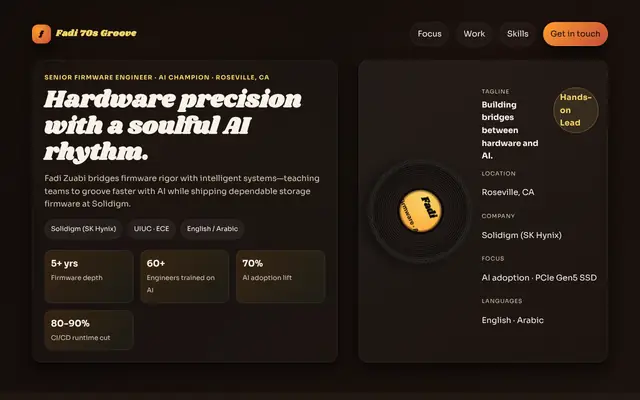 f Fadi 70s Groove
Focus
Work
Skills
Get in touch
SENIOR FIRMWARE ENGINEER · AI CHAMPION · ROSEVILLE, CA
Hardware precision
with a soulful AI
rhythm.
Fadi Zuabi bridges firmware rigor with intelligent systems—teaching
teams to groove faster with AI while shipping dependable storage
firmware at Solidigm.
Solidigm (SK Hynix)
UIUC · ECE
English / Arabic
5+ yrs
Firmware depth
60+
Engineers trained on
AI
70%
AI adoption lift
80-90%
CI/CD runtime cut
Fadi
TAGLINE
Building
bridges
between
hardware and
AI.
Hands-
on
Lead
LOCATION
Roseville, CA
COMPANY
Solidigm (SK Hynix)
FOCUS
AI adoption · PCIe Gen5 SSD
LANGUAGES
English · Arabic